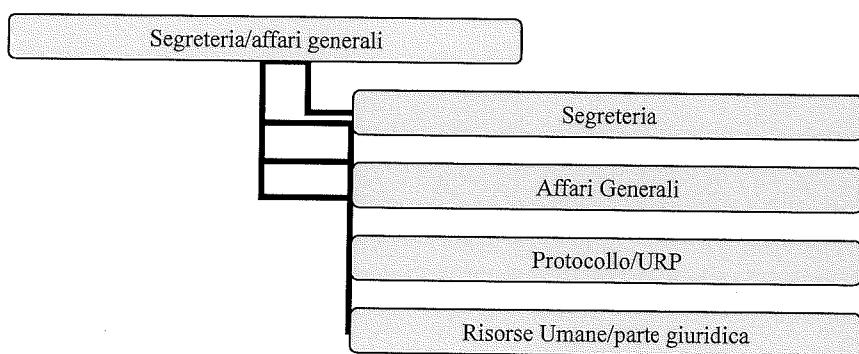 Segreteria/affari generali
Segreteria
Affari Generali
Protocollo/URP
Risorse Umane/parte giuridica